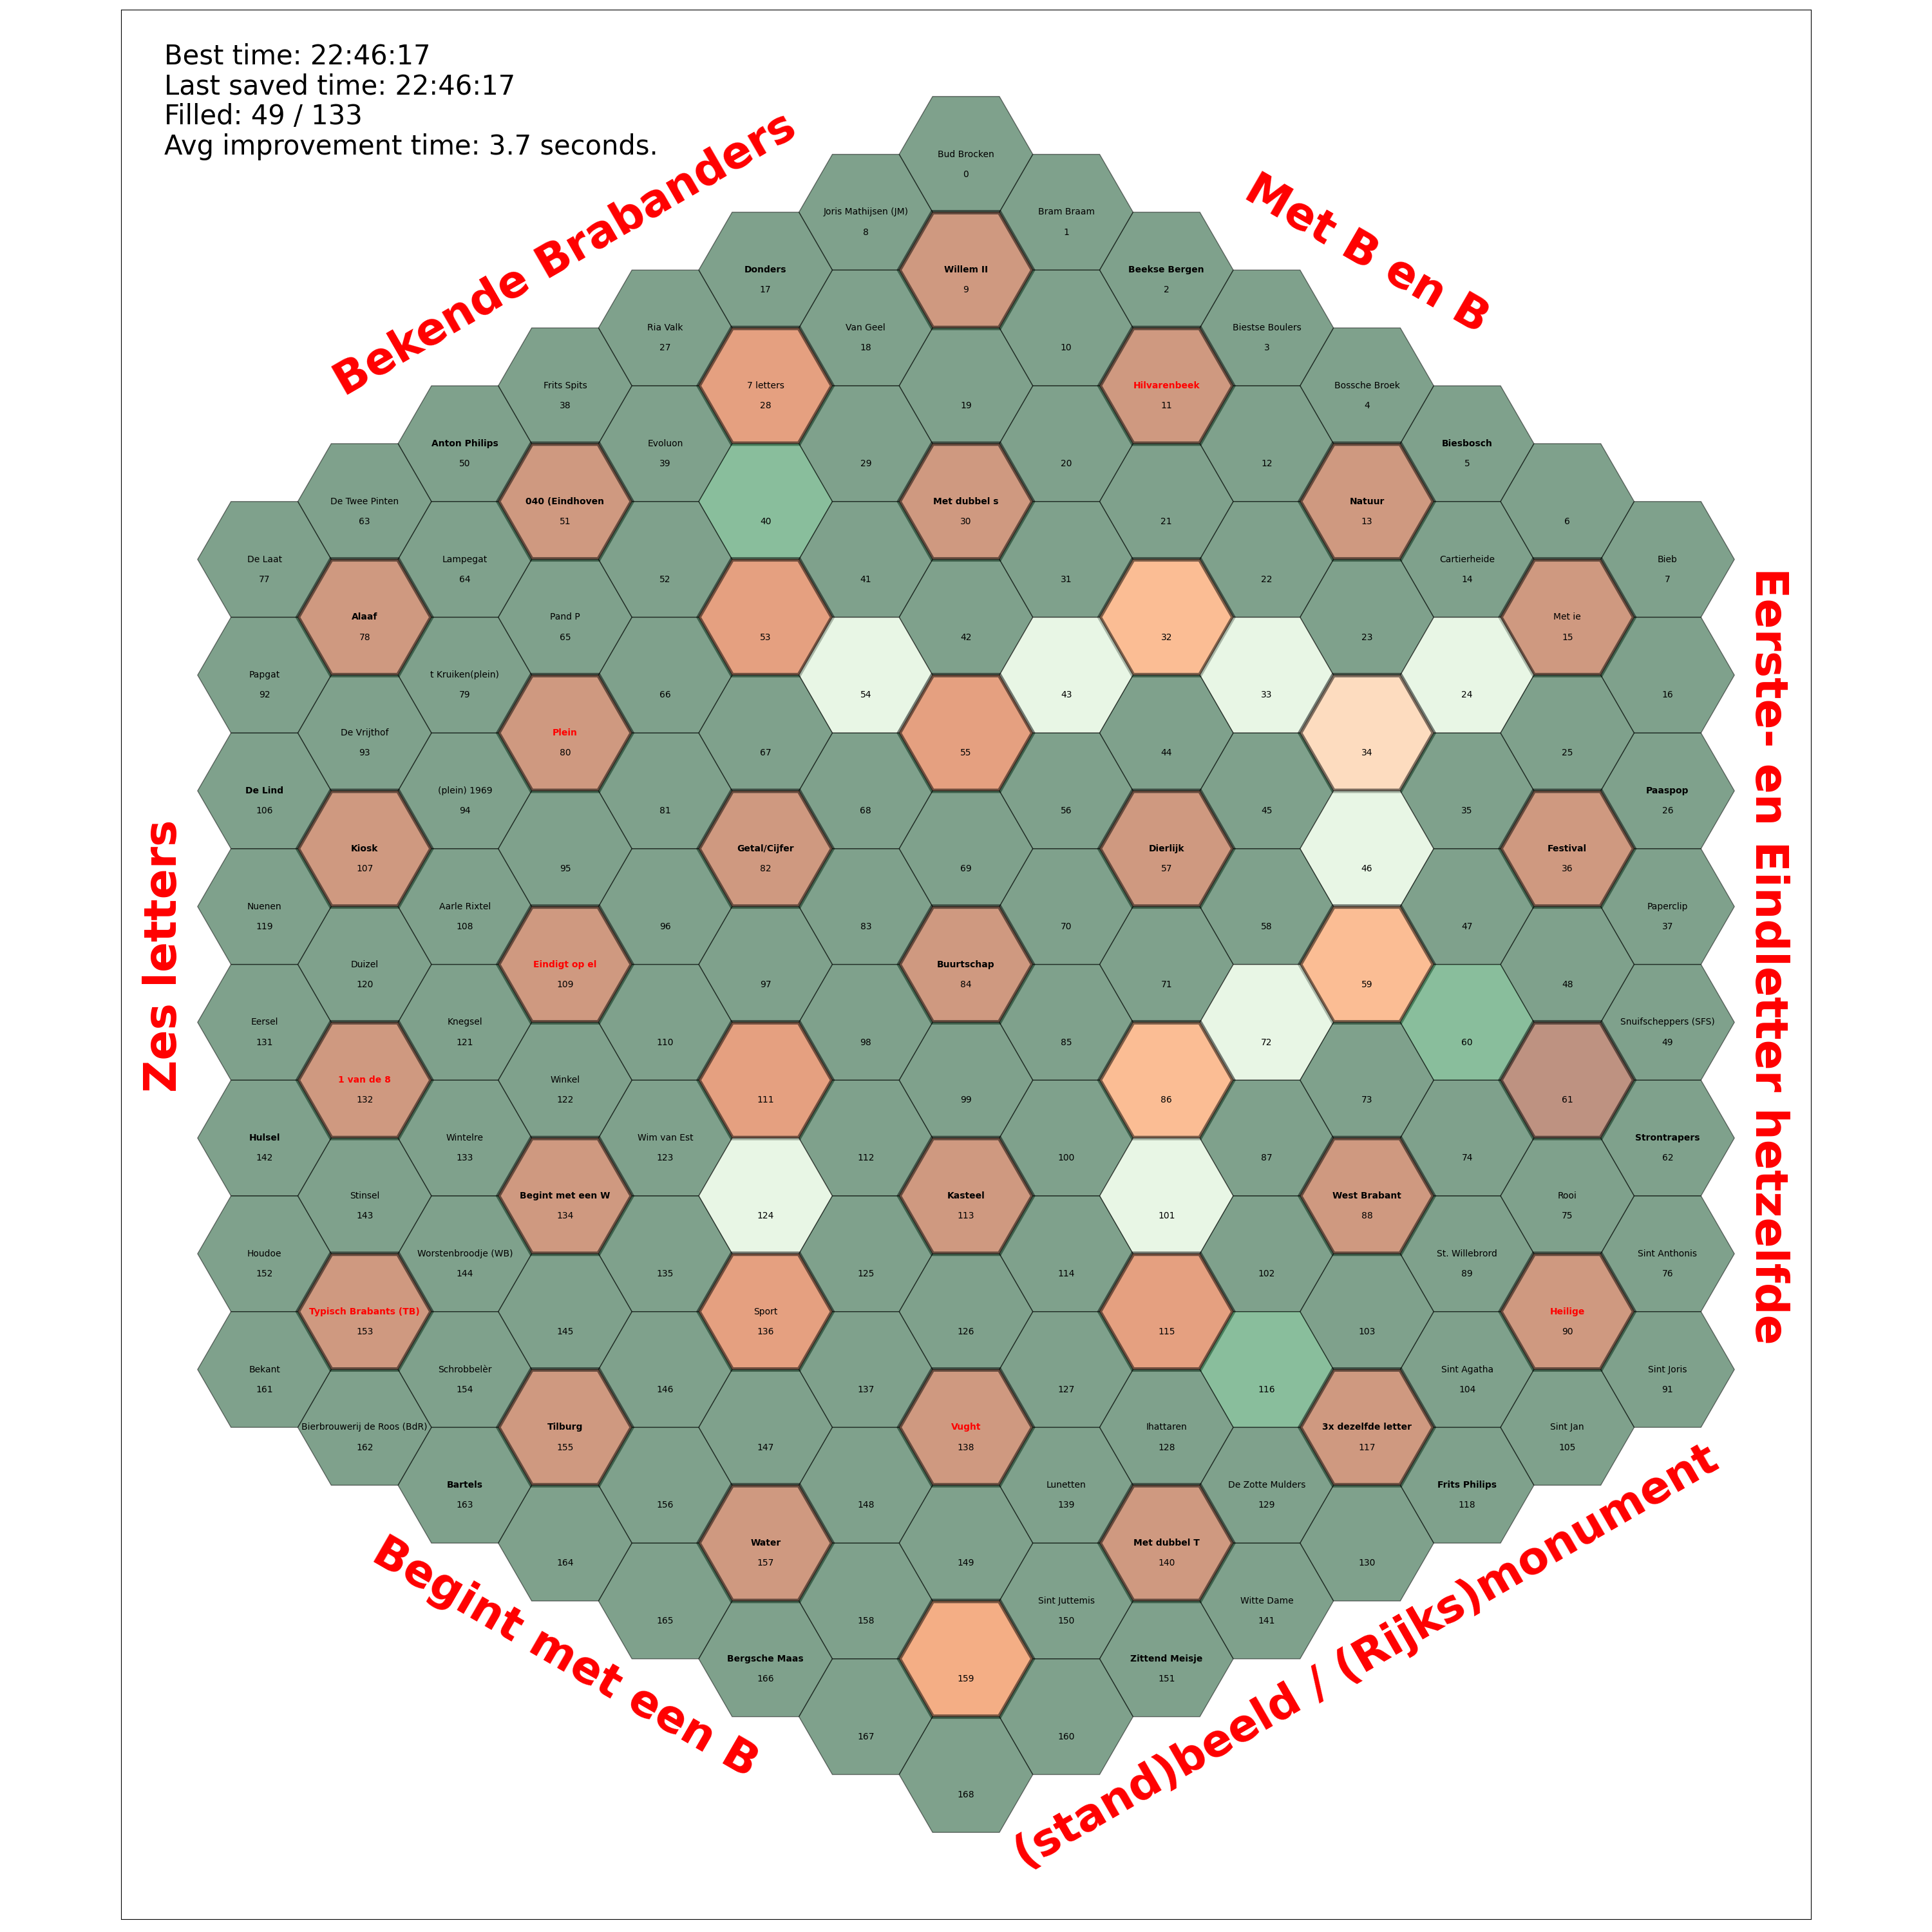 Best time: 22:46:17
Last saved time: 22:46:17
Filled: 49 / 133
Avg improvement time: 3.7 seconds.
Bekende Brabanders
Met B en B
Eerste- en Eindletter hetzelfde
(stand)beeld / (Rijks)monument
Begint met een B
Zes letters
Bud Brocken
0
Bram Braam
1
Beekse Bergen
2
Biestse Boulers
3
Bossche Broek
4
Biesbosch
5
6
Bieb
7
Joris Mathijsen (JM)
8
Willem II
9
10
Hilvarenbeek
11
12
Natuur
13
Cartierheide
14
Met ie
15
16
Donders
17
Van Geel
18
19
20
21
22
23
24
25
Paaspop
26
Ria Valk
27
7 letters
28
29
Met dubbel s
30
31
32
33
34
35
Festival
36
Paperclip
37
Frits Spits
38
Evoluon
39
40
41
42
43
44
45
46
47
48
Snuifscheppers (SFS)
49
Anton Philips
50
040 (Eindhoven
51
52
53
54
55
56
Dierlijk
57
58
59
60
61
Strontrapers
62
De Twee Pinten
63
Lampegat
64
Pand P
65
66
67
68
69
70
71
72
73
74
Rooi
75
Sint Anthonis
76
De Laat
77
Alaaf
78
t Kruiken(plein)
79
Plein
80
81
Getal/Cijfer
82
83
Buurtschap
84
85
86
87
West Brabant
88
St. Willebrord
89
Heilige
90
Sint Joris
91
Papgat
92
De Vrijthof
93
(plein) 1969
94
95
96
97
98
99
100
101
102
103
Sint Agatha
104
Sint Jan
105
De Lind
106
Kiosk
107
Aarle Rixtel
108
Eindigt op el
109
110
111
112
Kasteel
113
114
115
116
3x dezelfde letter
117
Frits Philips
118
Nuenen
119
Duizel
120
Knegsel
121
Winkel
122
Wim van Est
123
124
125
126
127
Ihattaren
128
De Zotte Mulders
129
130
Eersel
131
1 van de 8
132
Wintelre
133
Begint met een W
134
135
Sport
136
137
Vught
138
Lunetten
139
Met dubbel T
140
Witte Dame
141
Hulsel
142
Stinsel
143
Worstenbroodje (WB)
144
145
146
147
148
149
Sint Juttemis
150
Zittend Meisje
151
Houdoe
152
Typisch Brabants (TB)
153
Schrobbelèr
154
Tilburg
155
156
Water
157
158
159
160
Bekant
161
Bierbrouwerij de Roos (BdR)
162
Bartels
163
164
165
Bergsche Maas
166
167
168